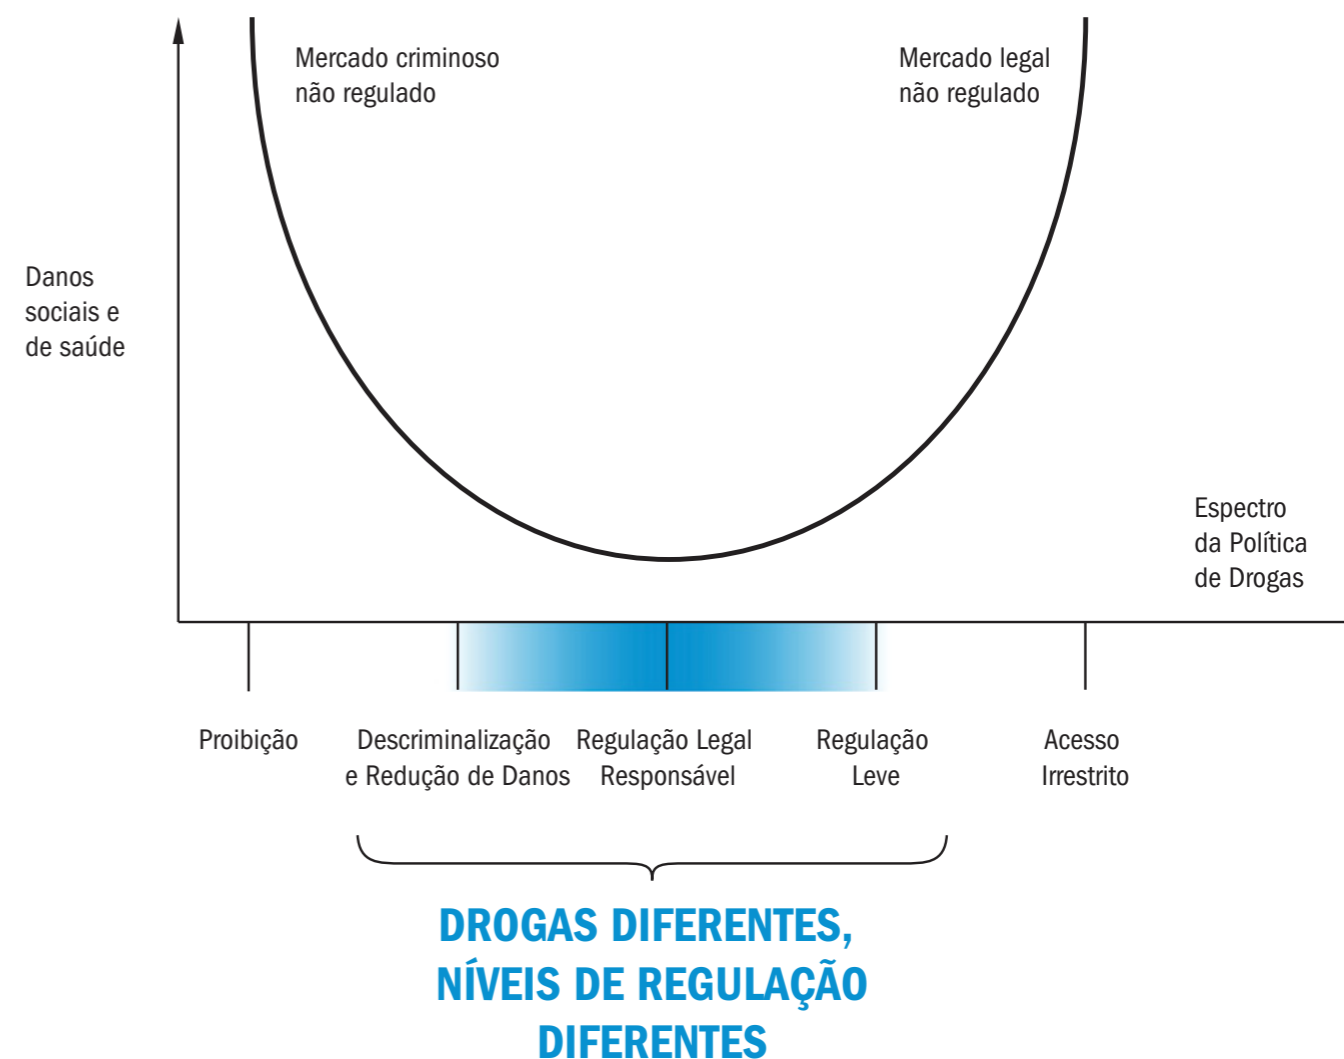 Mercado criminoso
não regulado
Mercado legal
não regulado
Danos
sociais e
de saúde
Espectro
da Política
de Drogas
Proibição
Descriminalização
e Redução de Danos
Regulação Legal
Responsável
Regulação
Leve
Acesso
Irrestrito
DROGAS DIFERENTES,
NÍVEIS DE REGULAÇÃO
DIFERENTES